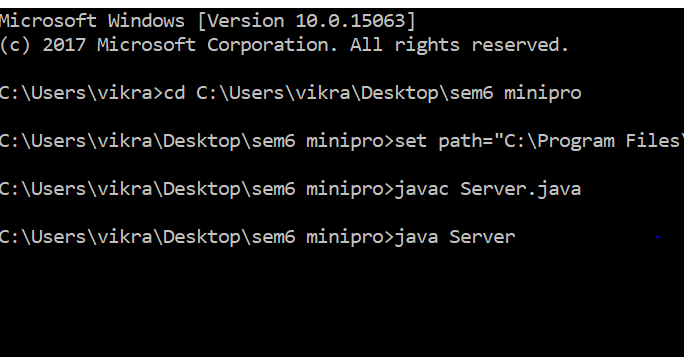 Microsoft Windows [Version 10.0.15063]
(c) 2017 Microsoft Corporation. All rights reserved.
C:\Users\vikra>cd C:\Users\vikra\Desktop\sem6 minipro
C:\Users\vikra\Desktop\sem6 minipro>set path="C:\Program Files\
C:\Users\vikra\Desktop\sem6 minipro>javac Server.java
C:\Users\vikra\Desktop\sem6 minipro>java Server